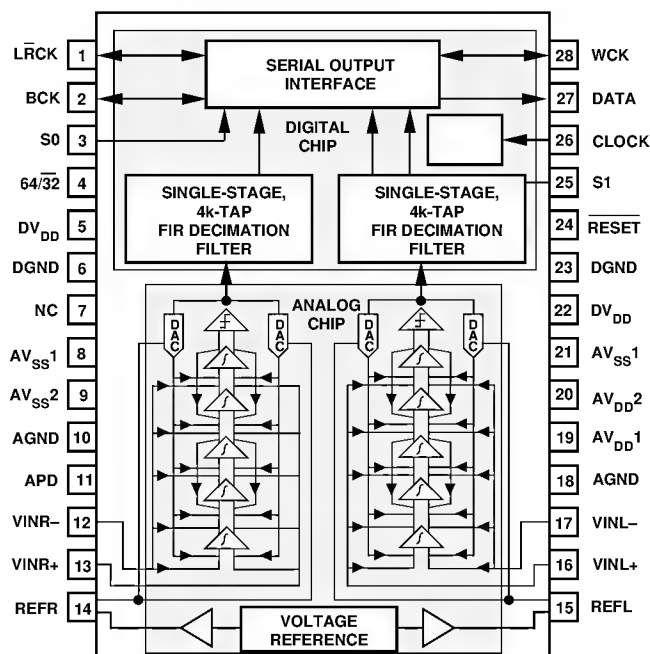 LRCK 1
BCK 2
S0 3
64/32 4
DVDD 5
DGND 6
NC 7
AVSS1 8
AVSS2 9
AGND 10
APD 11
VINR– 12
VINR+ 13
REFR 14
SERIAL OUTPUT
INTERFACE
DIGITAL
CHIP
SINGLE-STAGE,
4k-TAP
FIR DECIMATION
FILTER
SINGLE-STAGE,
4k-TAP
FIR DECIMATION
FILTER
ANALOG
CHIP
DAC
DAC
DAC
DAC
∫
∫
∫
∫
∫
∫
∫
∫
∫
∫
VOLTAGE
REFERENCE
28 WCK
27 DATA
26 CLOCK
25 S1
24 RESET
23 DGND
22 DVDD
21 AVSS1
20 AVDD2
19 AVDD1
18 AGND
17 VINL–
16 VINL+
15 REFL